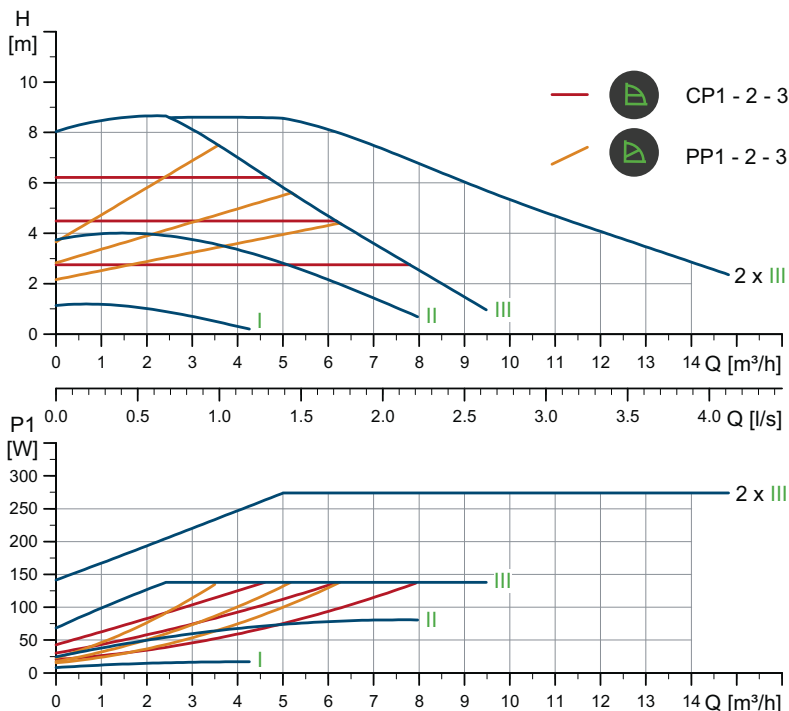 H
[m]
10
8
6
4
2
0
CP1 - 2 - 3
PP1 - 2 - 3
I
II
III
2 x III
0 1 2 3 4 5 6 7 8 9 10 11 12 13 14 Q [m³/h]
0.0 0.5 1.0 1.5 2.0 2.5 3.0 3.5 4.0 Q [l/s]
P1
[W]
300
250
200
150
100
50
0
2 x III
III
II
I
0 1 2 3 4 5 6 7 8 9 10 11 12 13 14 Q [m³/h]